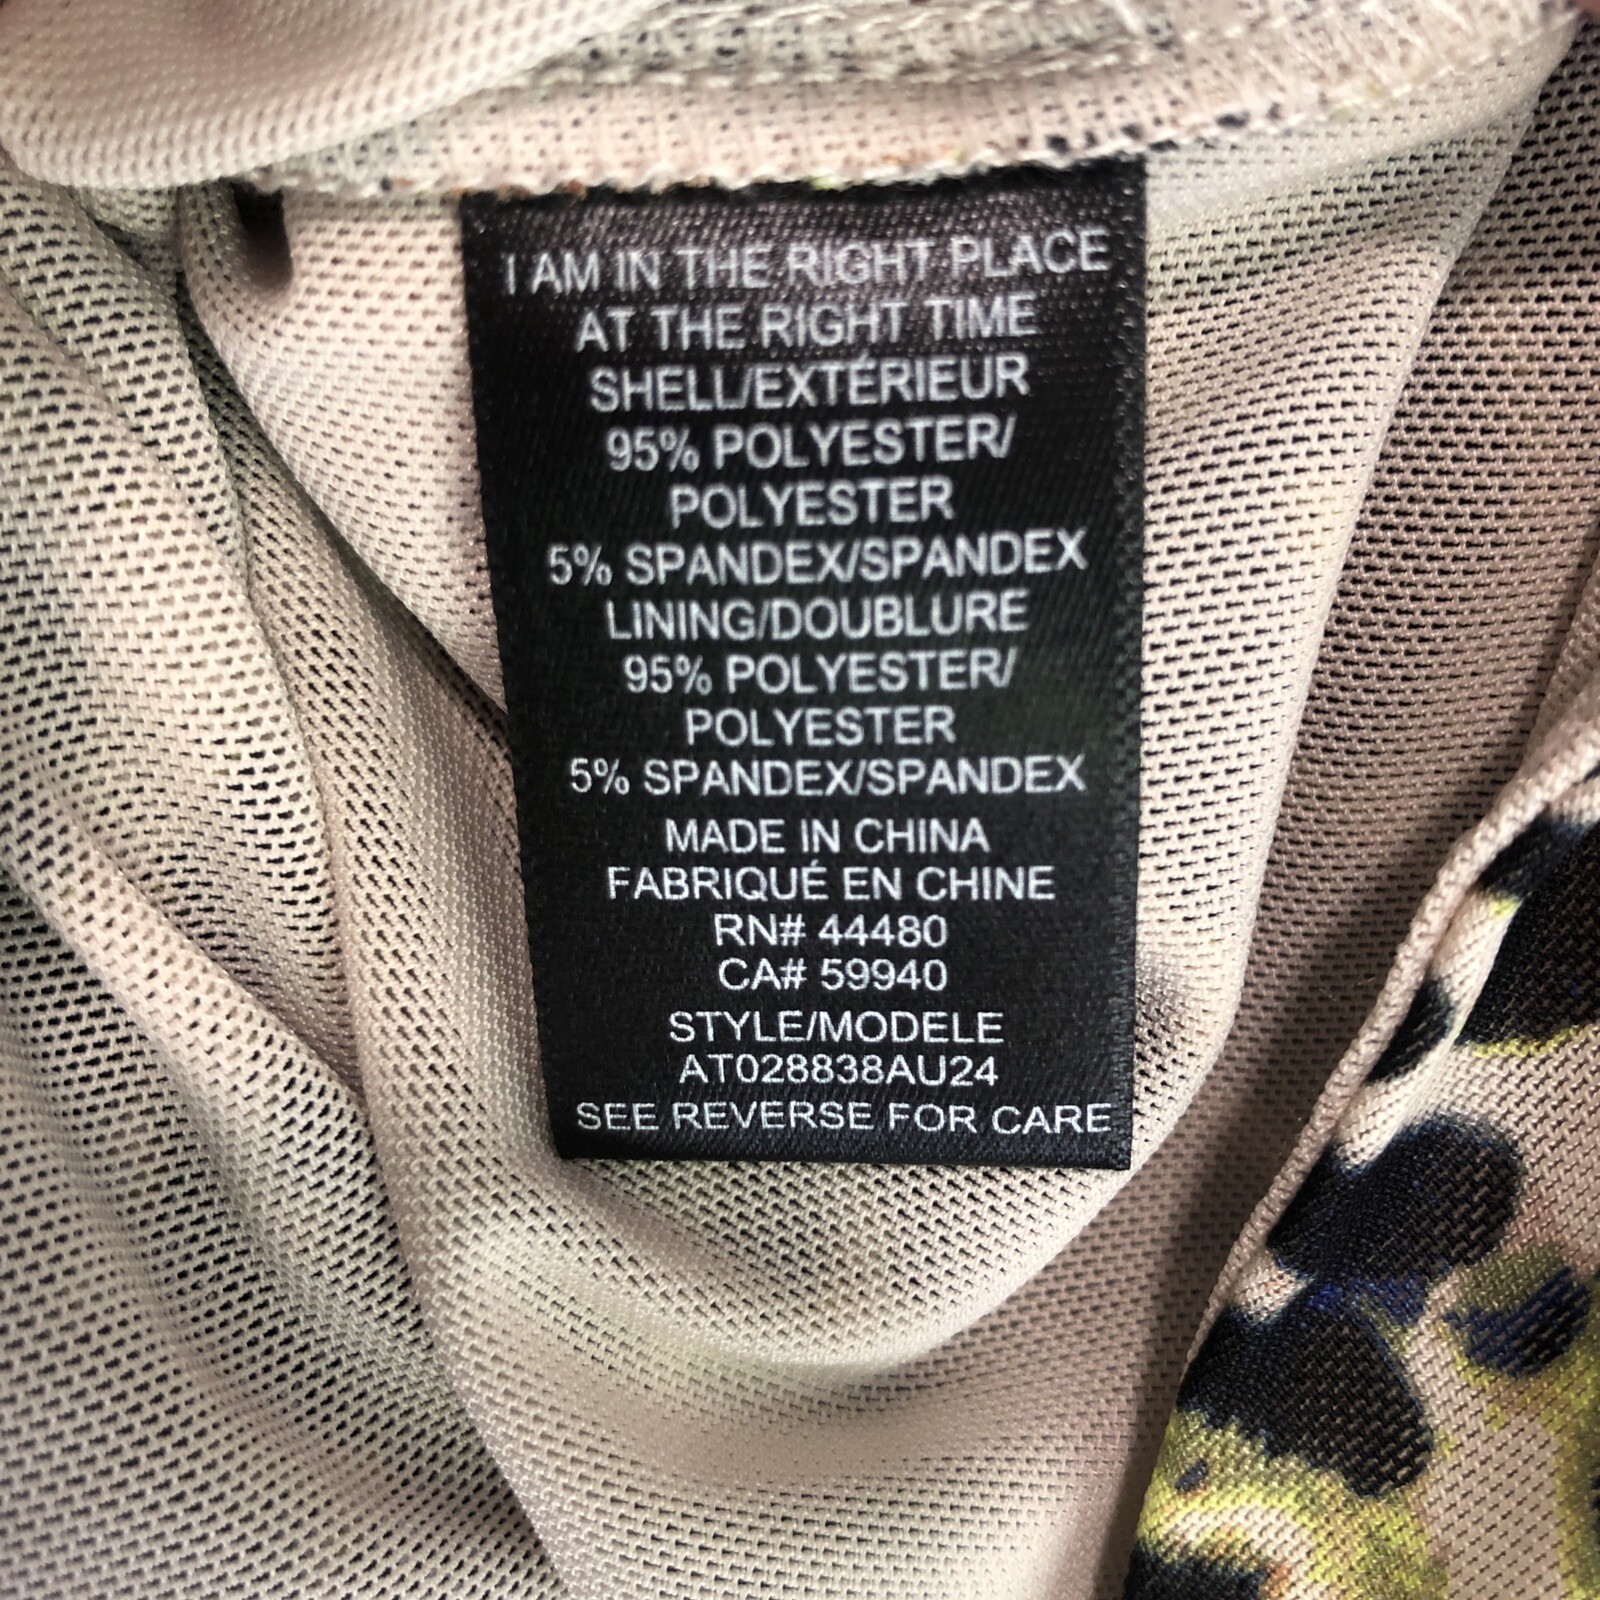 I AM IN THE RIGHT PLACE
AT THE RIGHT TIME
SHELL/EXTÉRIEUR
95% POLYESTER/
POLYESTER
5% SPANDEX/SPANDEX
LINING/DOUBLURE
95% POLYESTER/
POLYESTER
5% SPANDEX/SPANDEX
MADE IN CHINA
FABRIQUÉ EN CHINE
RN# 44480
CA# 59940
STYLE/MODELE
AT028838AU24
SEE REVERSE FOR CARE